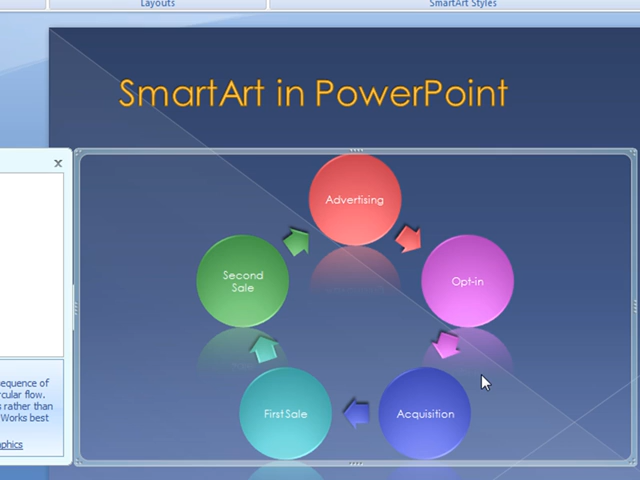 Layouts
SmartArt Styles
SmartArt in PowerPoint
Advertising
Second
Sale
Opt-in
First Sale
Acquisition
equence of
cular flow.
s rather than
Works best
phics